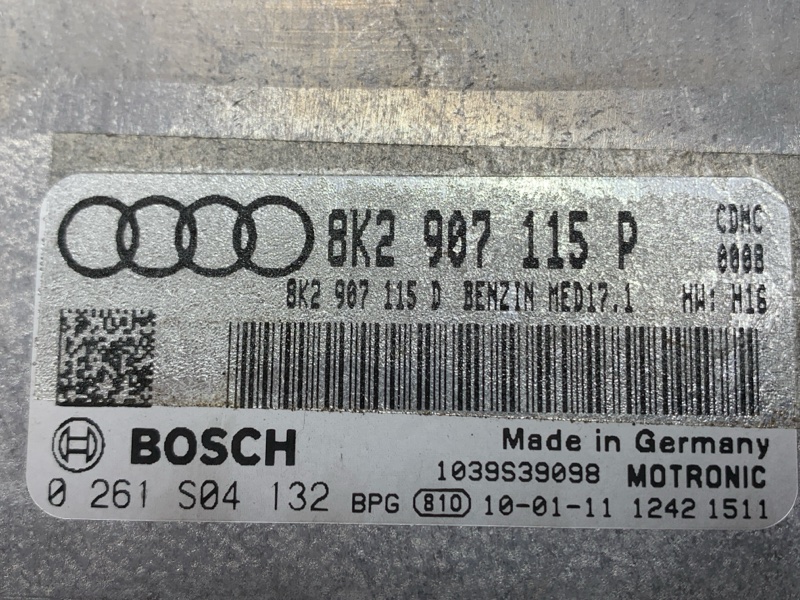 8K2 907 115 P CDMC
000B
8K2 907 115 D BENZIN MED17.1 HW: H16
BOSCH Made in Germany
1039S39098 MOTRONIC
0 261 S04 132 BPG 810 10-01-11 1242 1511